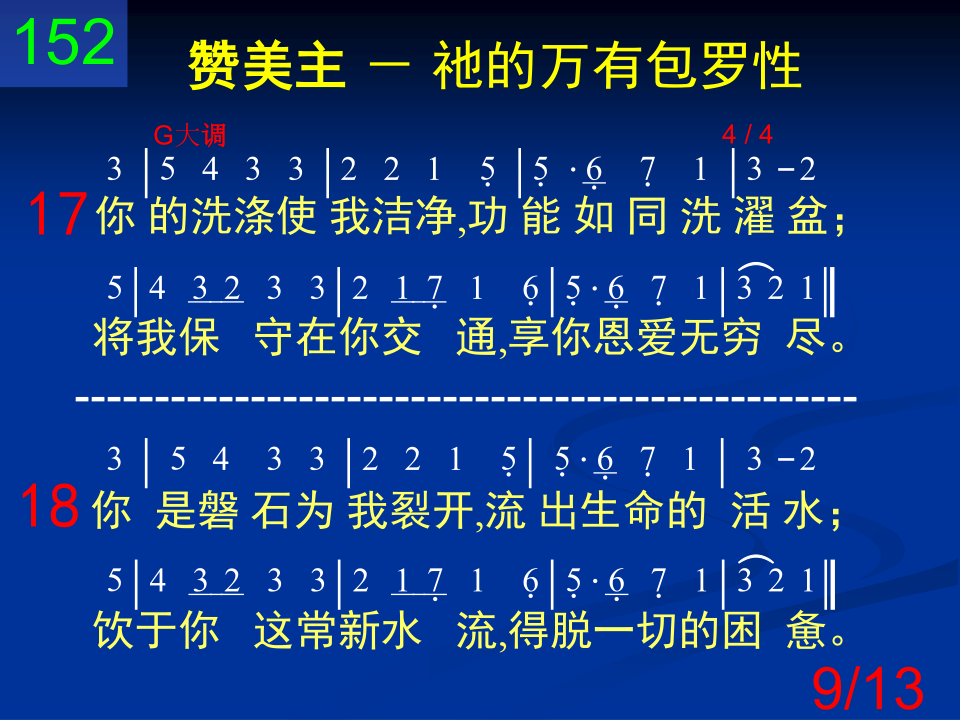 152
赞美主 － 祂的万有包罗性
G大调 4 / 4
3 | 5 4 3 3 | 2 2 1 5̣ | 5̣ · 6̣ 7̣ 1 | 3 － 2
17 你 的洗涤使 我洁净,功 能 如 同 洗 濯 盆；
5 | 4 3 2 3 3 | 2 1 7̣ 1 6̣ | 5̣ · 6̣ 7̣ 1 | 3 2 1 ‖
将我保 守在你交 通,享你恩爱无穷 尽。
------------------------------------------------
3 | 5 4 3 3 | 2 2 1 5̣ | 5̣ · 6̣ 7̣ 1 | 3 － 2
18 你 是磐 石为 我裂开,流 出生命的 活 水；
5 | 4 3 2 3 3 | 2 1 7̣ 1 6̣ | 5̣ · 6̣ 7̣ 1 | 3 2 1 ‖
饮于你 这常新水 流,得脱一切的困 惫。
9/13